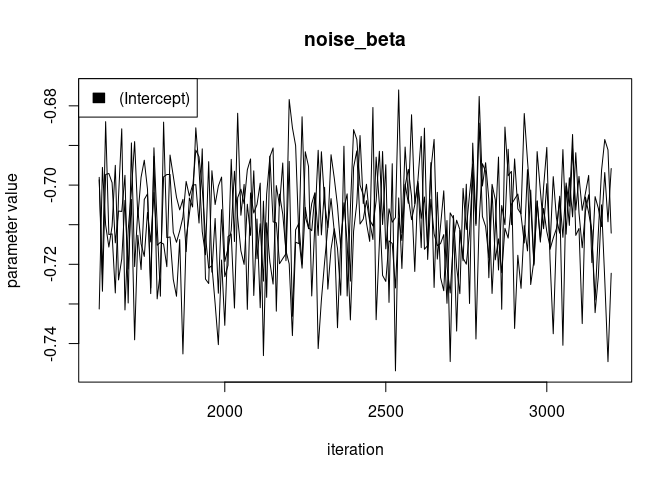 noise_beta
(Intercept)
-0.68
-0.70
-0.72
-0.74
parameter value
2000 2500 3000
iteration